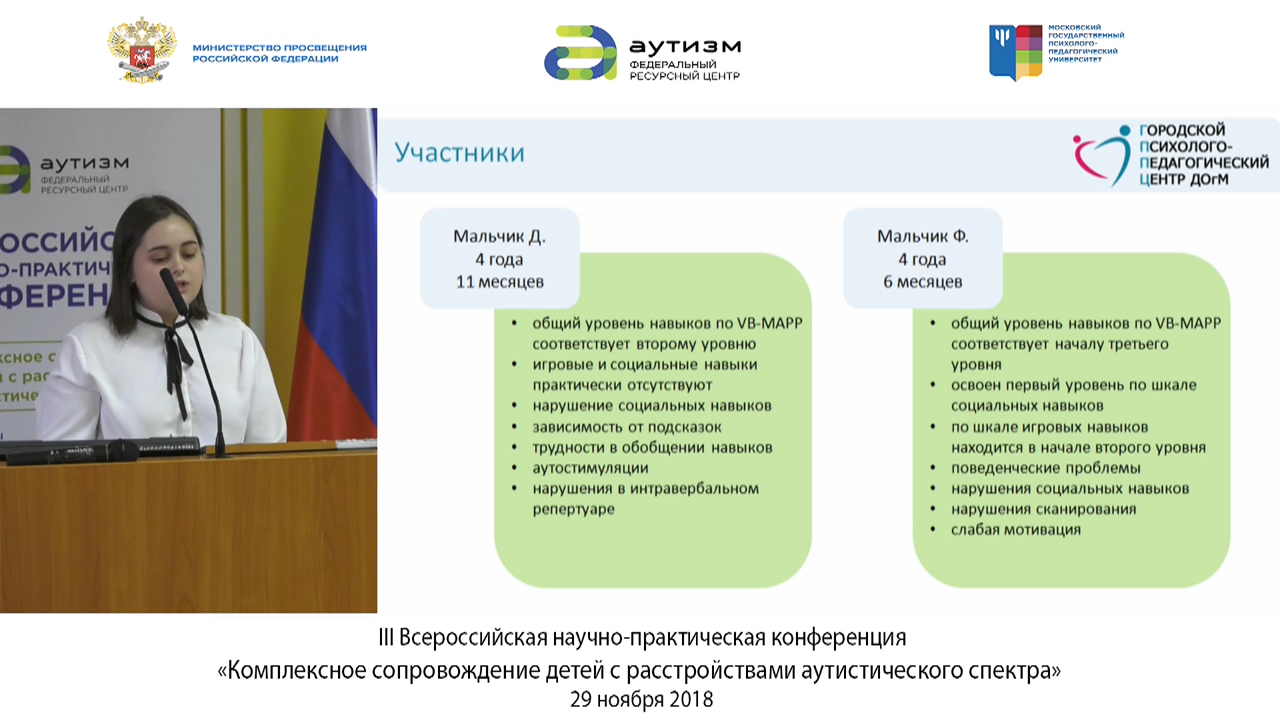 МИНИСТЕРСТВО ПРОСВЕЩЕНИЯ
РОССИЙСКОЙ ФЕДЕРАЦИИ
аутизм
ФЕДЕРАЛЬНЫЙ
РЕСУРСНЫЙ ЦЕНТР
МОСКОВСКИЙ
ГОСУДАРСТВЕННЫЙ
ПСИХОЛОГО-
ПЕДАГОГИЧЕСКИЙ
УНИВЕРСИТЕТ
аутизм
ФЕДЕРАЛЬНЫЙ
РЕСУРСНЫЙ ЦЕНТР
Участники
ГОРОДСКОЙ
ПСИХОЛОГО-
ПЕДАГОГИЧЕСКИЙ
ЦЕНТР ДОгМ
Мальчик Д.
4 года
11 месяцев
• общий уровень навыков по VB-MAPP
соответствует второму уровню
• игровые и социальные навыки
практически отсутствуют
• нарушение социальных навыков
• зависимость от подсказок
• трудности в обобщении навыков
• аутостимуляции
• нарушения в интравербальном
репертуаре
Мальчик Ф.
4 года
6 месяцев
• общий уровень навыков по VB-MAPP
соответствует началу третьего
уровня
• освоен первый уровень по шкале
социальных навыков
• по шкале игровых навыков
находится в начале второго уровня
• поведенческие проблемы
• нарушения социальных навыков
• нарушения сканирования
• слабая мотивация
III Всероссийская научно-практическая конференция
«Комплексное сопровождение детей с расстройствами аутистического спектра»
29 ноября 2018